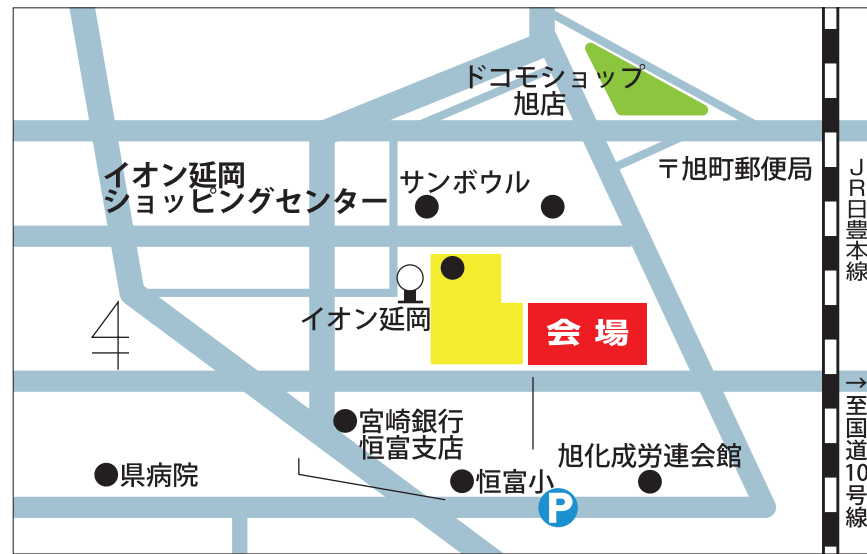 ドコモショップ
旭店
〒旭町郵便局
イオン延岡
ショッピングセンター
サンボウル
JR日豊本線
イオン延岡
会場
→至国道10号線
宮崎銀行
恒富支店
旭化成労連会館
県病院
恒富小
P